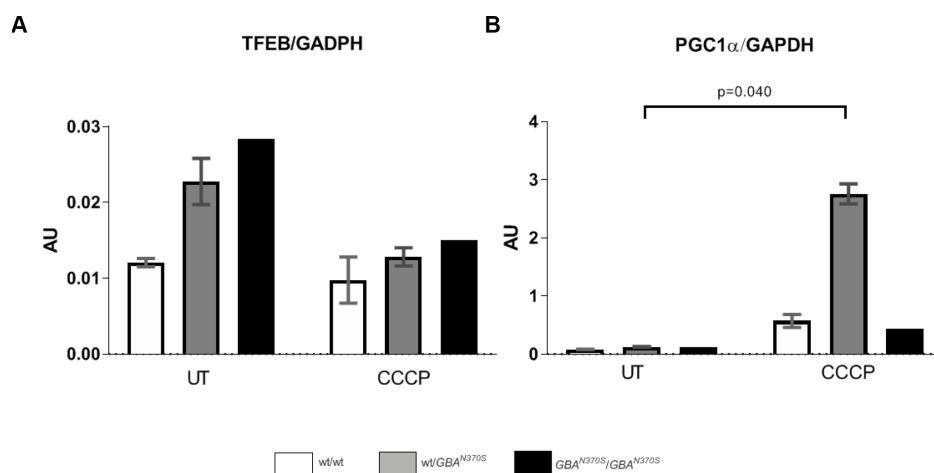 A
TFEB/GADPH
AU
0.03
0.02
0.01
0.00
UT
CCCP
B
PGC1α/GAPDH
p=0.040
AU
4
3
2
1
0
UT
CCCP
wt/wt
wt/GBA^N370S
GBA^N370S/GBA^N370S